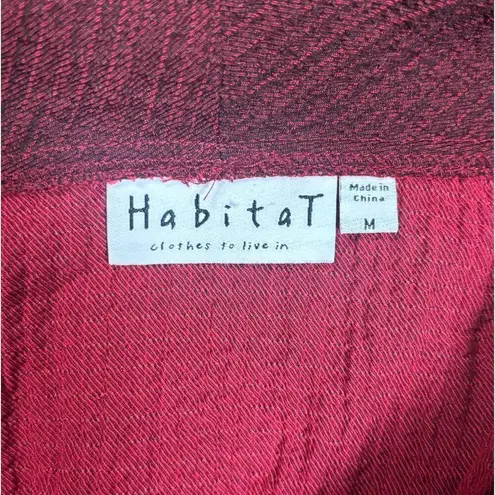 HabitaT
clothes to live in
Made in
China
M